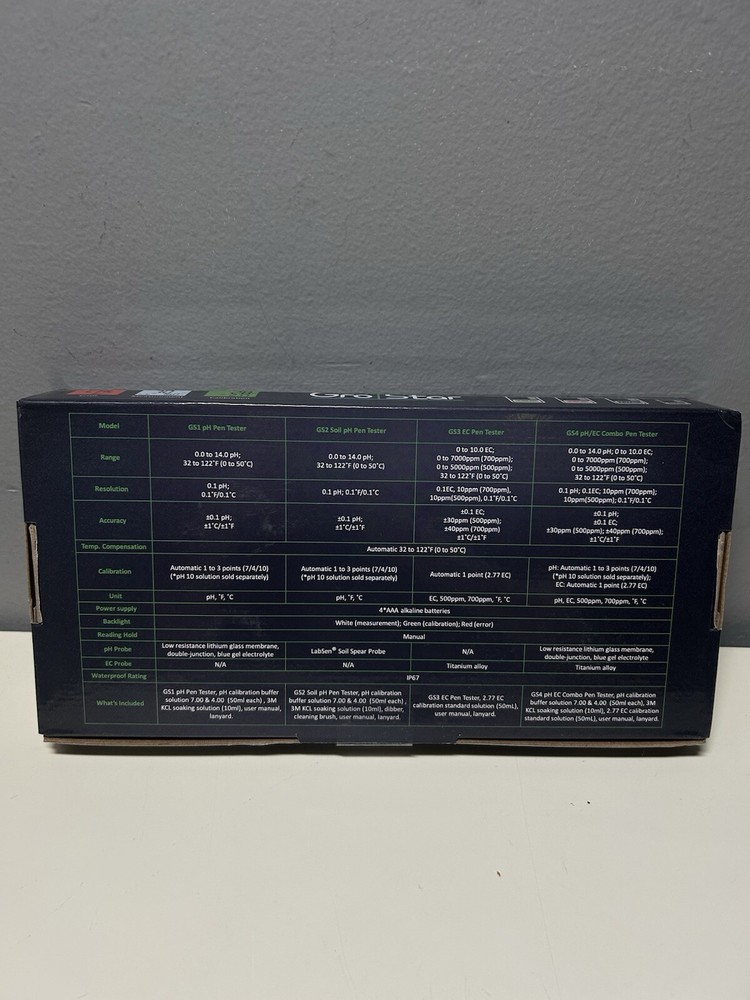 Gro Star
Model
GS1 pH Pen Tester
GS2 Soil pH Pen Tester
GS3 EC Pen Tester
GS4 pH/EC Combo Pen Tester
Range
0.0 to 14.0 pH;
32 to 122˚F (0 to 50˚C)
0.0 to 14.0 pH;
32 to 122˚F (0 to 50˚C)
0 to 10.0 EC;
0 to 7000ppm (700ppm);
0 to 5000ppm (500ppm);
32 to 122˚F (0 to 50˚C)
0.0 to 14.0 pH; 0 to 10.0 EC;
0 to 7000ppm (700ppm);
0 to 5000ppm (500ppm);
32 to 122˚F (0 to 50˚C)
Resolution
0.1 pH;
0.1˚F/0.1˚C
0.1 pH; 0.1˚F/0.1˚C
0.1EC, 10ppm (700ppm),
10ppm(500ppm), 0.1˚F/0.1˚C
0.1 pH; 0.1EC; 10ppm (700ppm);
10ppm(500ppm); 0.1˚F/0.1˚C
Accuracy
±0.1 pH;
±1˚C/±1˚F
±0.1 pH;
±1˚C/±1˚F
±0.1 EC;
±30ppm (500ppm);
±40ppm (700ppm)
±1˚C/±1˚F
±0.1 pH;
±0.1 EC;
±30ppm (500ppm); ±40ppm (700ppm);
±1˚C/±1˚F
Temp. Compensation
Automatic 32 to 122˚F (0 to 50˚C)
Calibration
Automatic 1 to 3 points (7/4/10)
(*pH 10 solution sold separately)
Automatic 1 to 3 points (7/4/10)
(*pH 10 solution sold separately)
Automatic 1 point (2.77 EC)
pH: Automatic 1 to 3 points (7/4/10)
(*pH 10 solution sold separately);
EC: Automatic 1 point (2.77 EC)
Unit
pH, ˚F, ˚C
pH, ˚F, ˚C
EC, 500ppm, 700ppm, ˚F, ˚C
pH, EC, 500ppm, 700ppm, ˚F, ˚C
Power supply
4*AAA alkaline batteries
Backlight
White (measurement); Green (calibration); Red (error)
Reading Hold
Manual
pH Probe
Low resistance lithium glass membrane,
double-junction, blue gel electrolyte
LabSen® Soil Spear Probe
N/A
Low resistance lithium glass membrane,
double-junction, blue gel electrolyte
EC Probe
N/A
N/A
Titanium alloy
Titanium alloy
Waterproof Rating
IP67
What's Included
GS1 pH Pen Tester, pH calibration buffer
solution 7.00 & 4.00 (50ml each) , 3M
KCL soaking solution (10ml), user manual,
lanyard.
GS2 Soil pH Pen Tester, pH calibration
buffer solution 7.00 & 4.00 (50ml each) ,
3M KCL soaking solution (10ml), dibber,
cleaning brush, user manual, lanyard.
GS3 EC Pen Tester, 2.77 EC
calibration standard solution (50mL),
user manual, lanyard.
GS4 pH EC Combo Pen Tester, pH calibration
buffer solution 7.00 & 4.00 (50ml each), 3M
KCL soaking solution (10ml), 2.77 EC calibration
standard solution (50mL), user manual, lanyard.